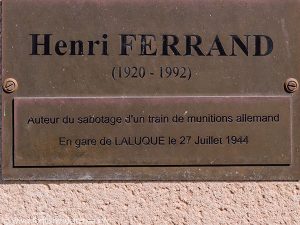 Henri FERRAND
(1920 - 1992)
Auteur du sabotage d'un train de munitions allemand
En gare de LALUQUE le 27 Juillet 1944